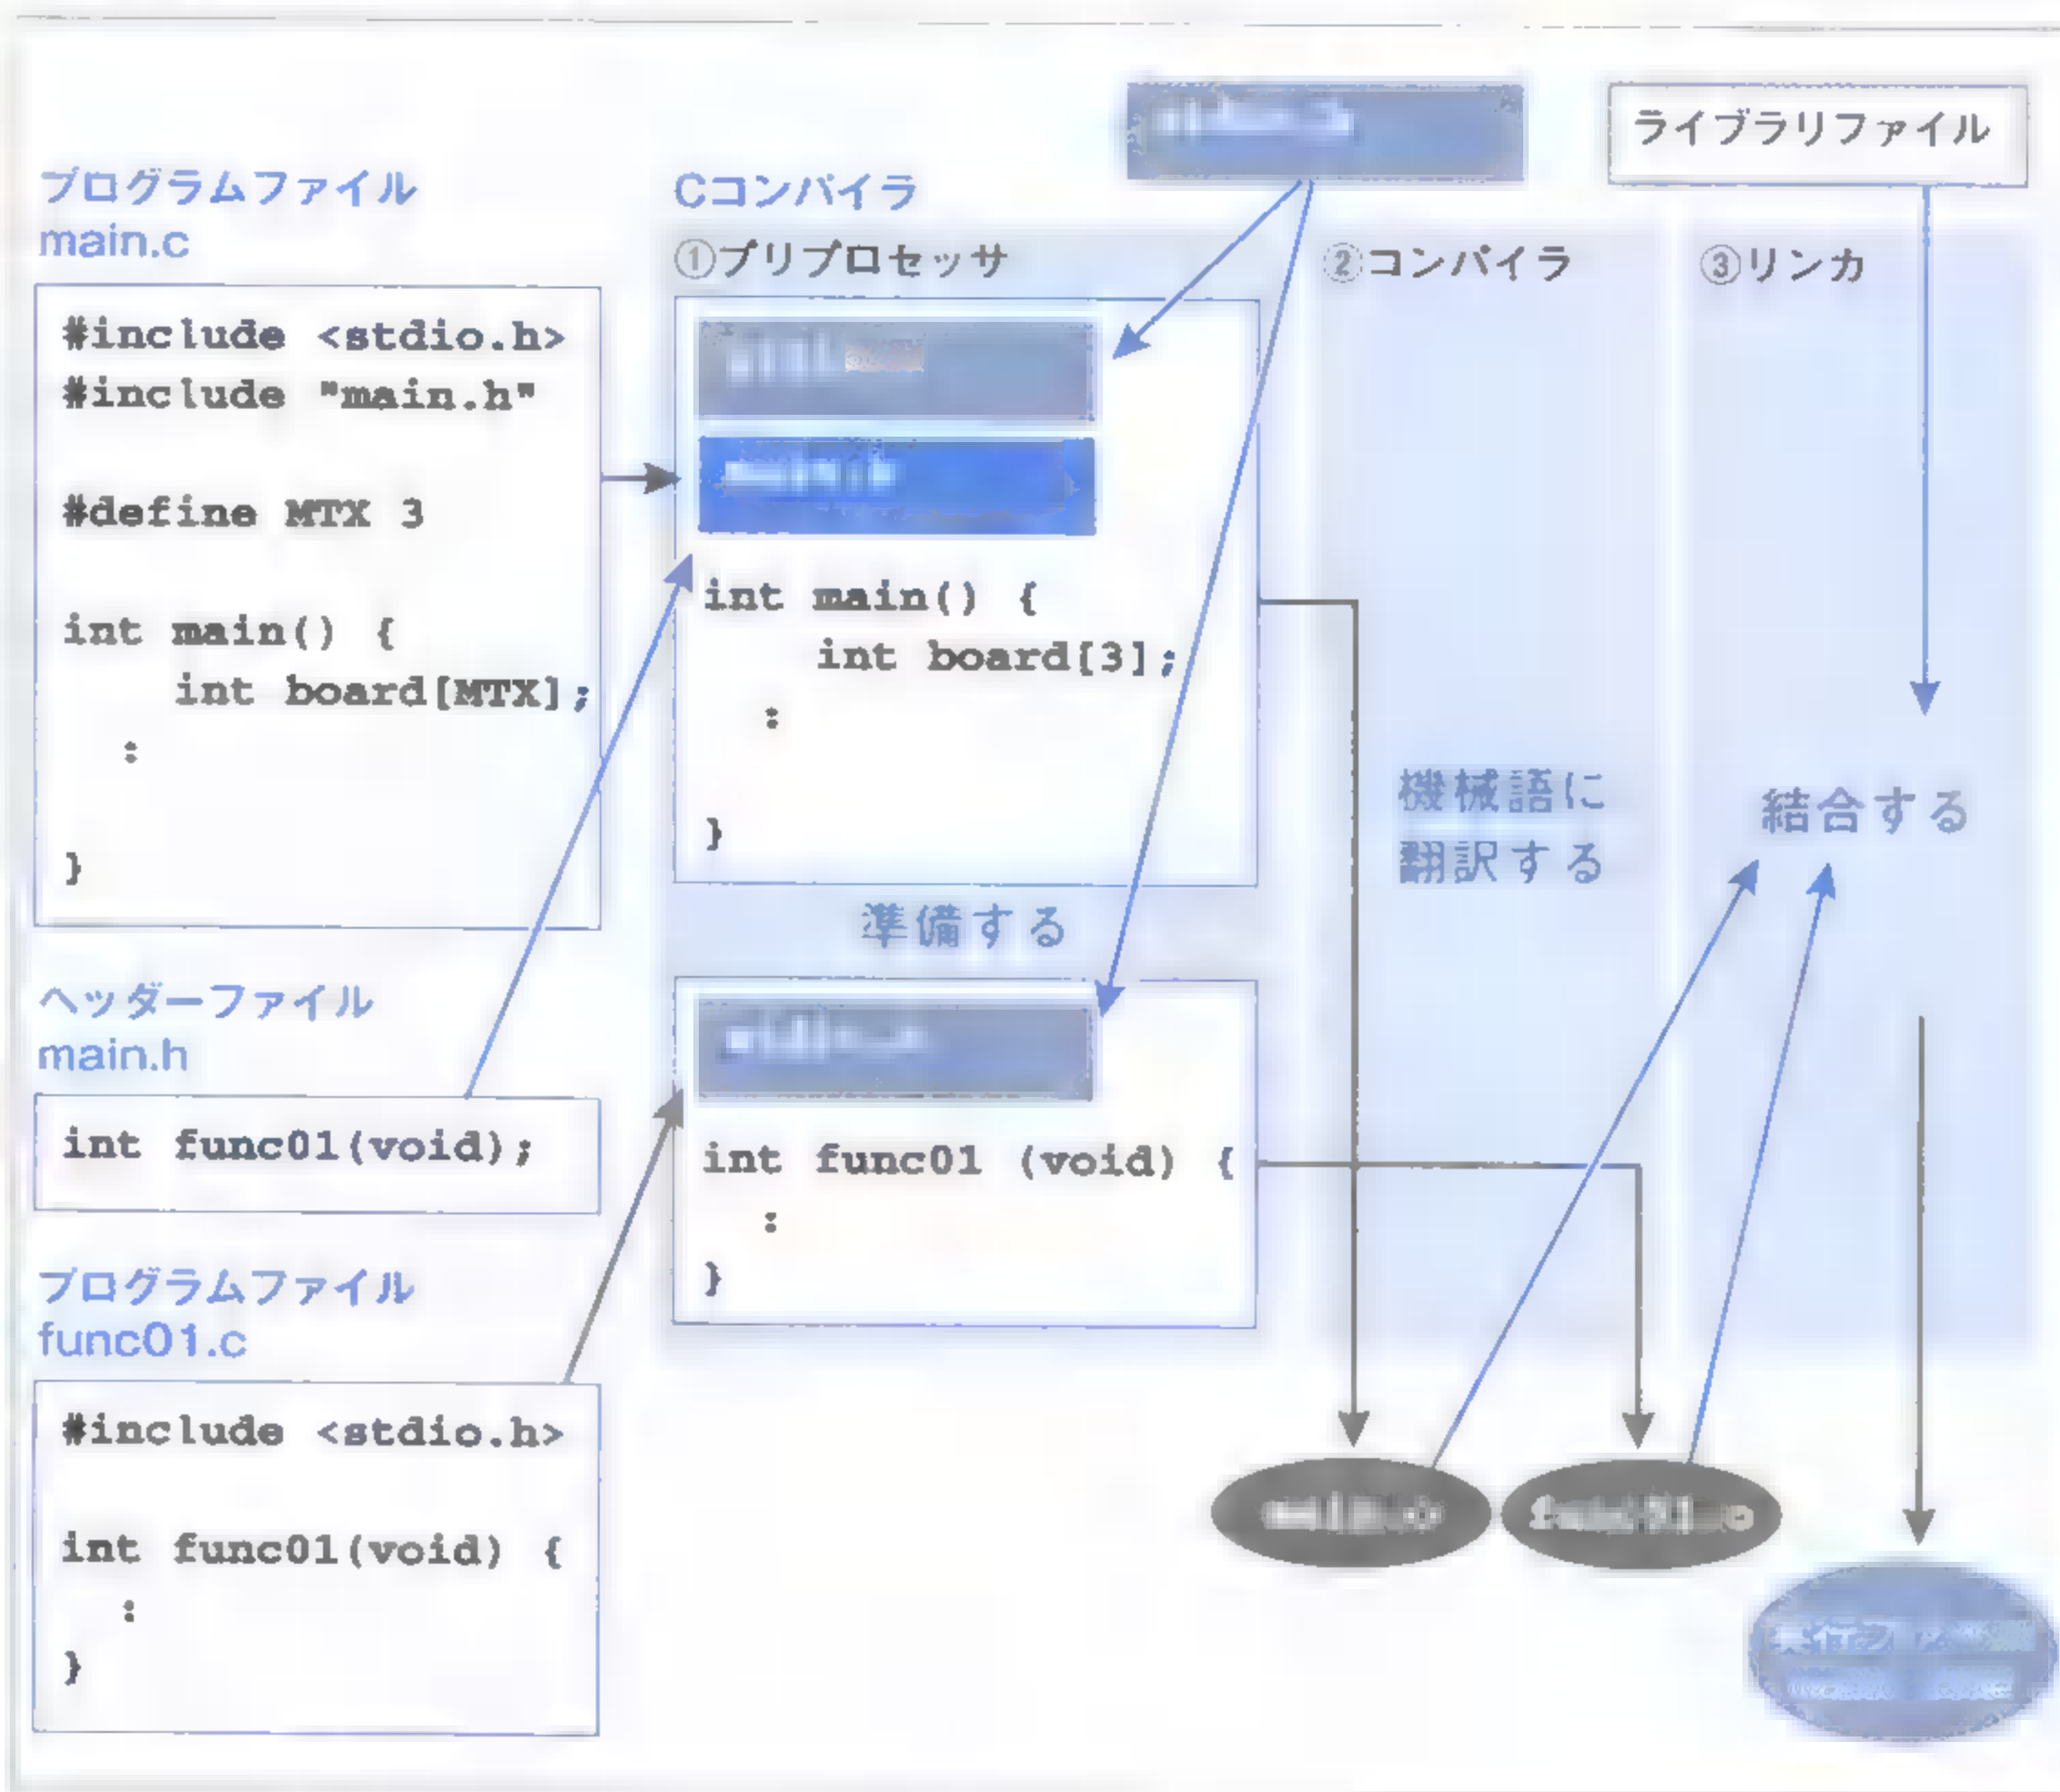 プログラムファイル
main.c
#include <stdio.h>
#include "main.h"
#define MTX 3
int main() {
int board[MTX];
:
}
ヘッダーファイル
main.h
int func01(void);
プログラムファイル
func01.c
#include <stdio.h>
int func01(void) {
:
}
Cコンパイラ
①プリプロセッサ
int main() {
int board[3];
:
}
準備する
int func01 (void) {
:
}
②コンパイラ
機械語に
翻訳する
ライブラリファイル
③リンカ
結合する